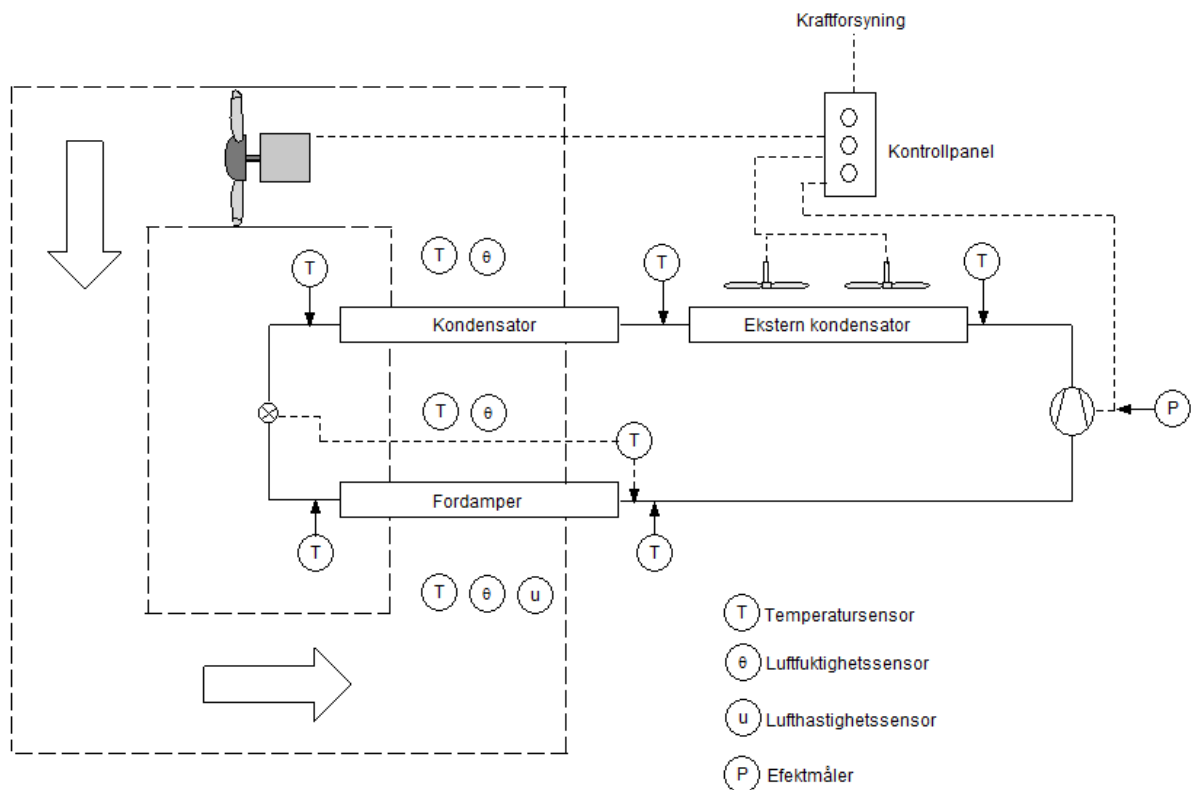 Kraftforsyning
Kontrollpanel
T θ
T
T
T
Kondensator
Ekstern kondensator
T θ
T
P
Fordamper
T
T
T θ u
T Temperatursensor
θ Luftfuktighetssensor
u Lufthastighetssensor
P Efektmåler